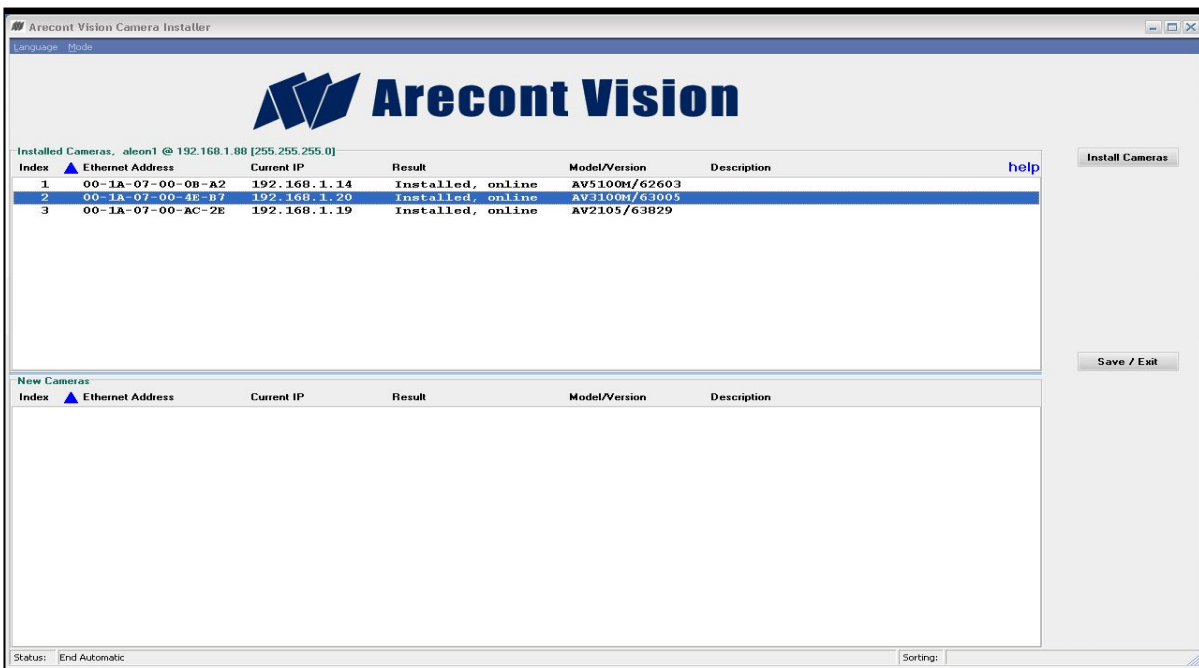 Arecont Vision Camera Installer
Language Mode
Arecont Vision
Installed Cameras, aleon1 @ 192.168.1.88 [255.255.255.0]
Index Ethernet Address Current IP Result Model/Version Description help
1 00-1A-07-00-0B-A2 192.168.1.14 Installed, online AV5100M/62603
2 00-1A-07-00-4E-B7 192.168.1.20 Installed, online AV3100M/63005
3 00-1A-07-00-AC-2E 192.168.1.19 Installed, online AV2105/63829
Install Cameras
Save / Exit
New Cameras
Index Ethernet Address Current IP Result Model/Version Description
Status: End Automatic Sorting: